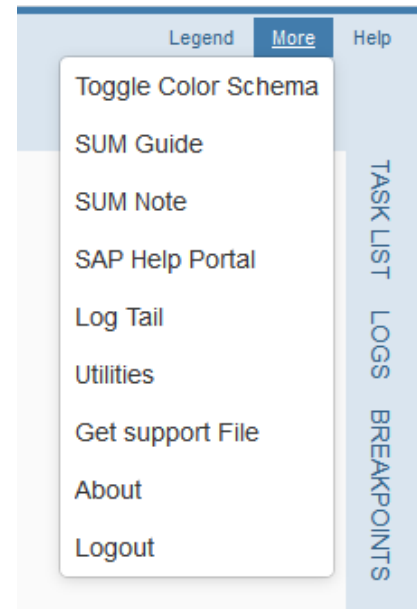 Legend More Help
Toggle Color Schema
SUM Guide
SUM Note
SAP Help Portal
Log Tail
Utilities
Get support File
About
Logout
TASK LIST
LOGS
BREAKPOINTS